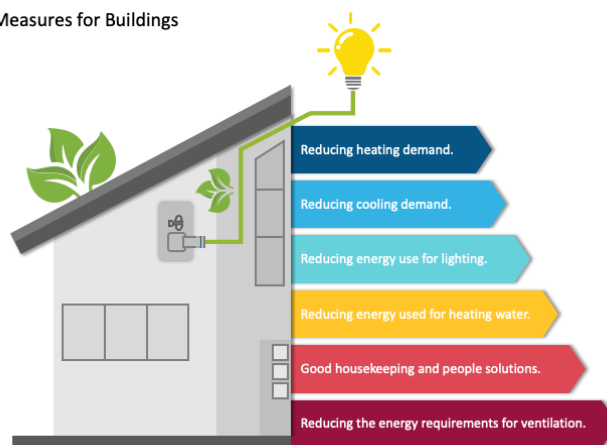 Measures for Buildings
Reducing heating demand.
Reducing cooling demand.
Reducing energy use for lighting.
Reducing energy used for heating water.
Good housekeeping and people solutions.
Reducing the energy requirements for ventilation.